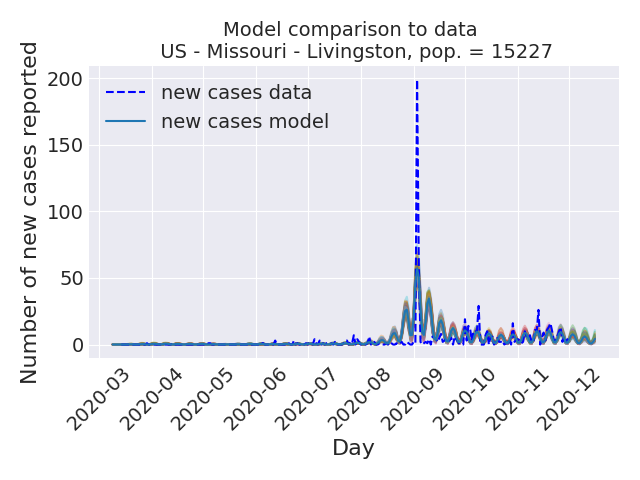 Model comparison to data
US - Missouri - Livingston, pop. = 15227
Number of new cases reported
200
150
100
50
0
new cases data
new cases model
2020-03
2020-04
2020-05
2020-06
2020-07
2020-08
2020-09
2020-10
2020-11
2020-12
Day